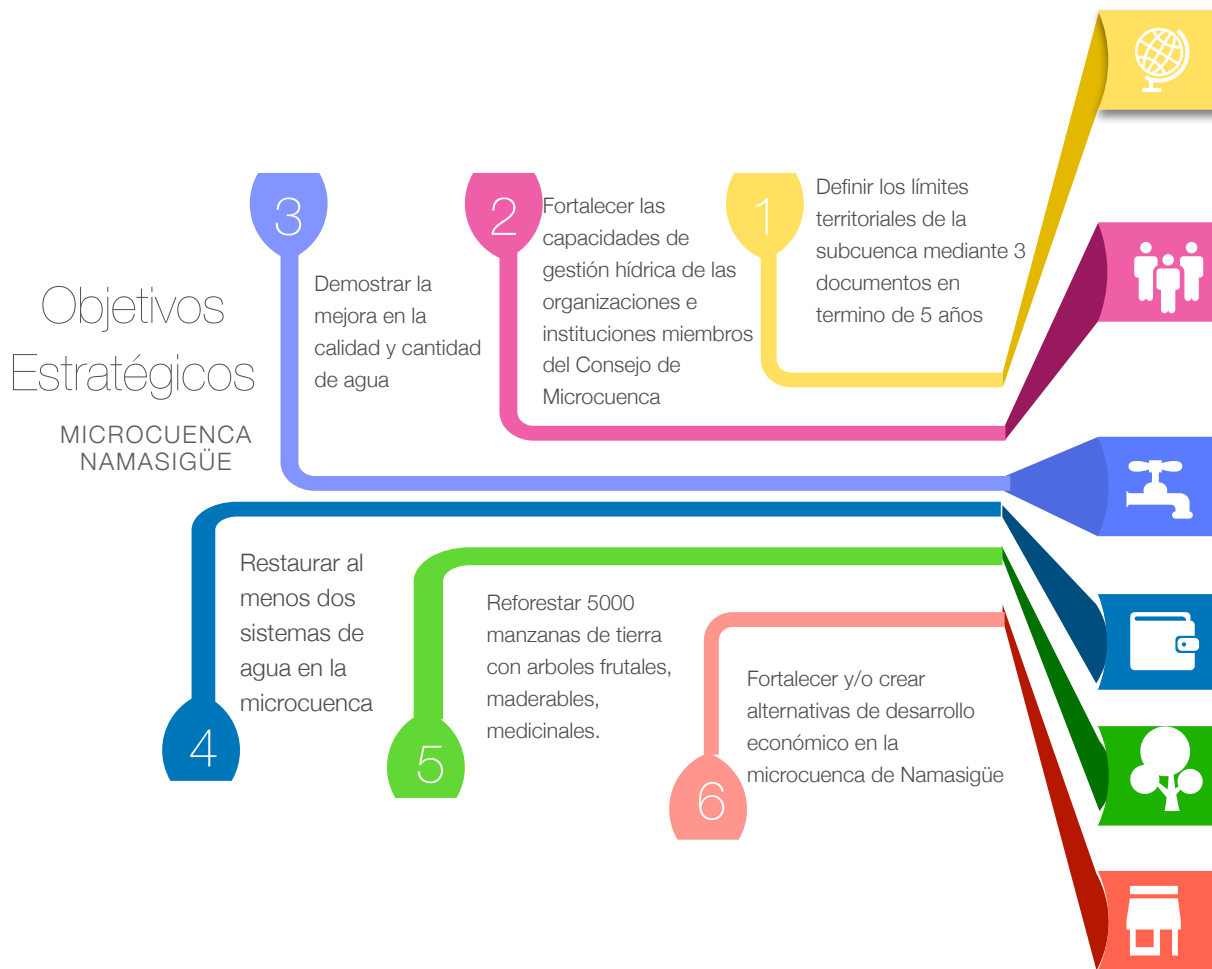 Objetivos
Estratégicos
MICROCUENCA
NAMASIGÜE
1
Definir los límites
territoriales de la
subcuenca mediante 3
documentos en
termino de 5 años
2
Fortalecer las
capacidades de
gestión hídrica de las
organizaciones e
instituciones miembros
del Consejo de
Microcuenca
3
Demostrar la
mejora en la
calidad y cantidad
de agua
4
Restaurar al
menos dos
sistemas de
agua en la
microcuenca
5
Reforestar 5000
manzanas de tierra
con arboles frutales,
maderables,
medicinales.
6
Fortalecer y/o crear
alternativas de desarrollo
económico en la
microcuenca de Namasigüe